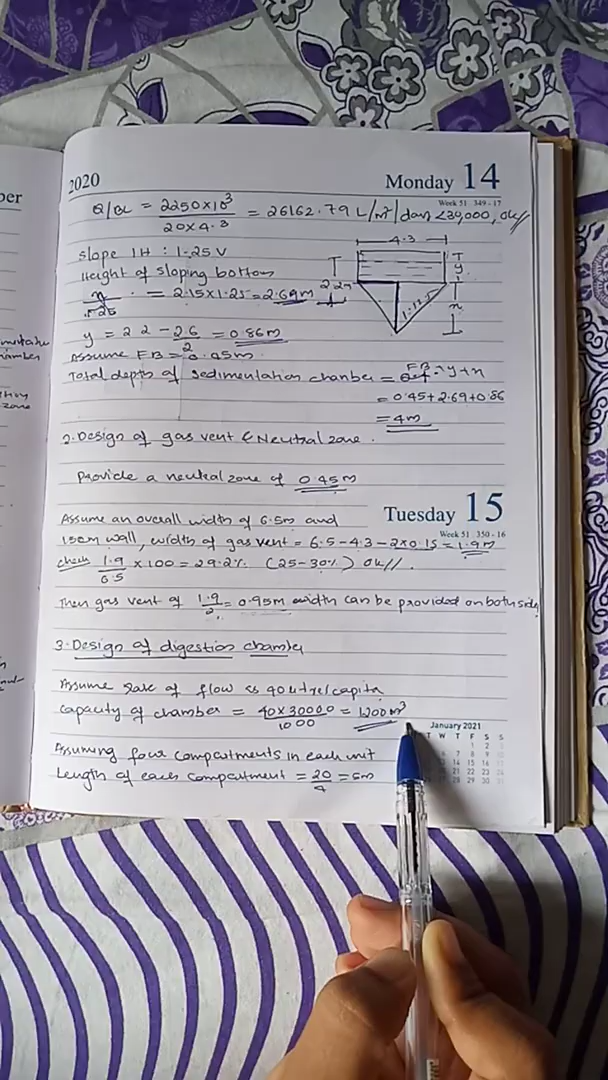 2020
Monday 14
Week 51 349-17
Q/BL = 2250×10³ / 20×4.3 = 26162.79 L/m²/day <30,000, ok//
Slope 1H : 1.25V
4.3
Height of sloping bottom
x / 1.25 = 2.15×1.25 = 2.69m
y
x
y = 2.2 - 2.6/2 = 0.86m
Assume FB = 0.45m
Total depth of sedimentation chamber = FB+y+x
= 0.45+2.69+0.86
= 4m
2. Design of gas vent & Neutral zone.
Provide a neutral zone of 0.45m
Tuesday 15
Week 51 350-16
Assume an overall width of 6.5m and
15cm wall, width of gas vent = 6.5-4.3-2×0.15 = 1.9m
check 1.9/6.5 × 100 = 29.2%. (25-30%) ok//.
Then gas vent of 1.9/2 = 0.95m width can be provided on both side
3. Design of digestion chamber
Assume rate of flow as 40 litre/capita
capacity of chamber = 40×30000 / 1000 = 1200m³
January 2021
Assuming four compartments in each unit
Length of each compartment = 20/4 = 5m